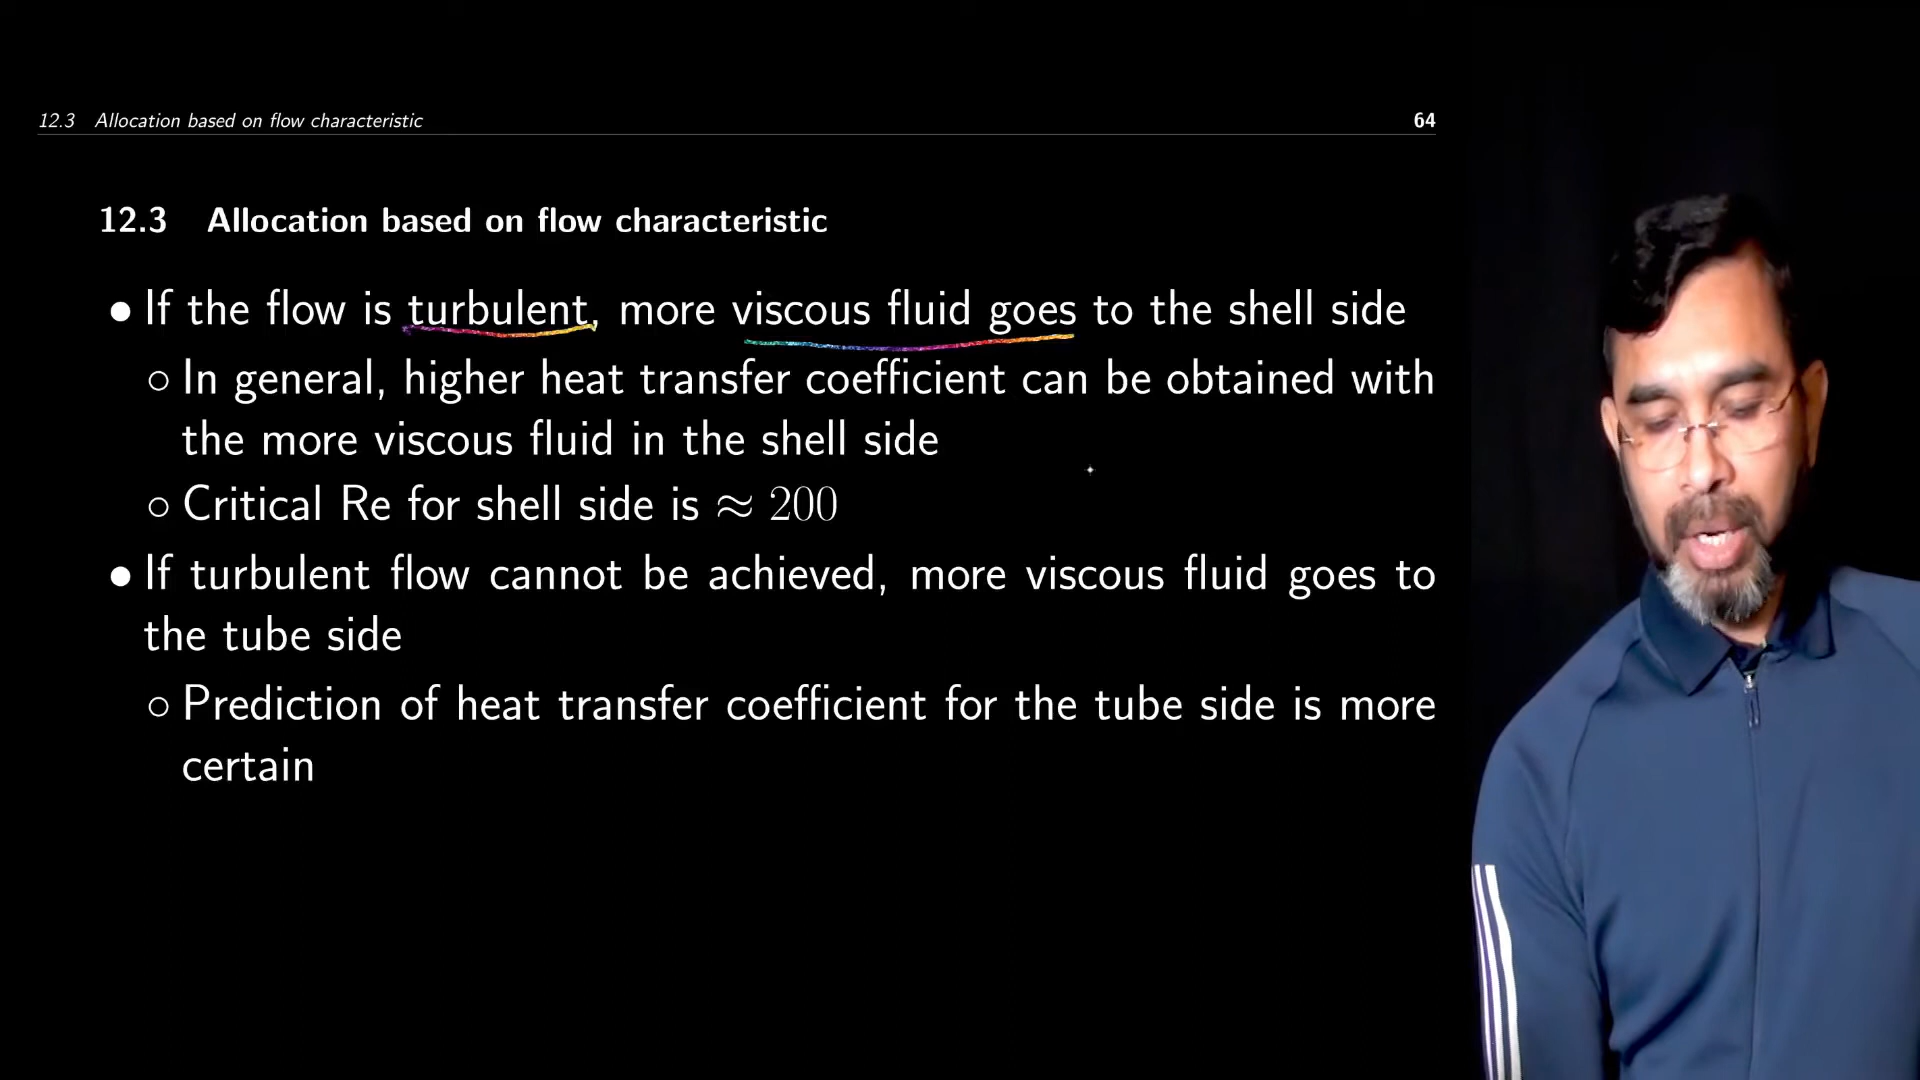 12.3 Allocation based on flow characteristic 64
12.3 Allocation based on flow characteristic
● If the flow is turbulent, more viscous fluid goes to the shell side
○ In general, higher heat transfer coefficient can be obtained with
the more viscous fluid in the shell side
○ Critical Re for shell side is ≈ 200
● If turbulent flow cannot be achieved, more viscous fluid goes to
the tube side
○ Prediction of heat transfer coefficient for the tube side is more
certain